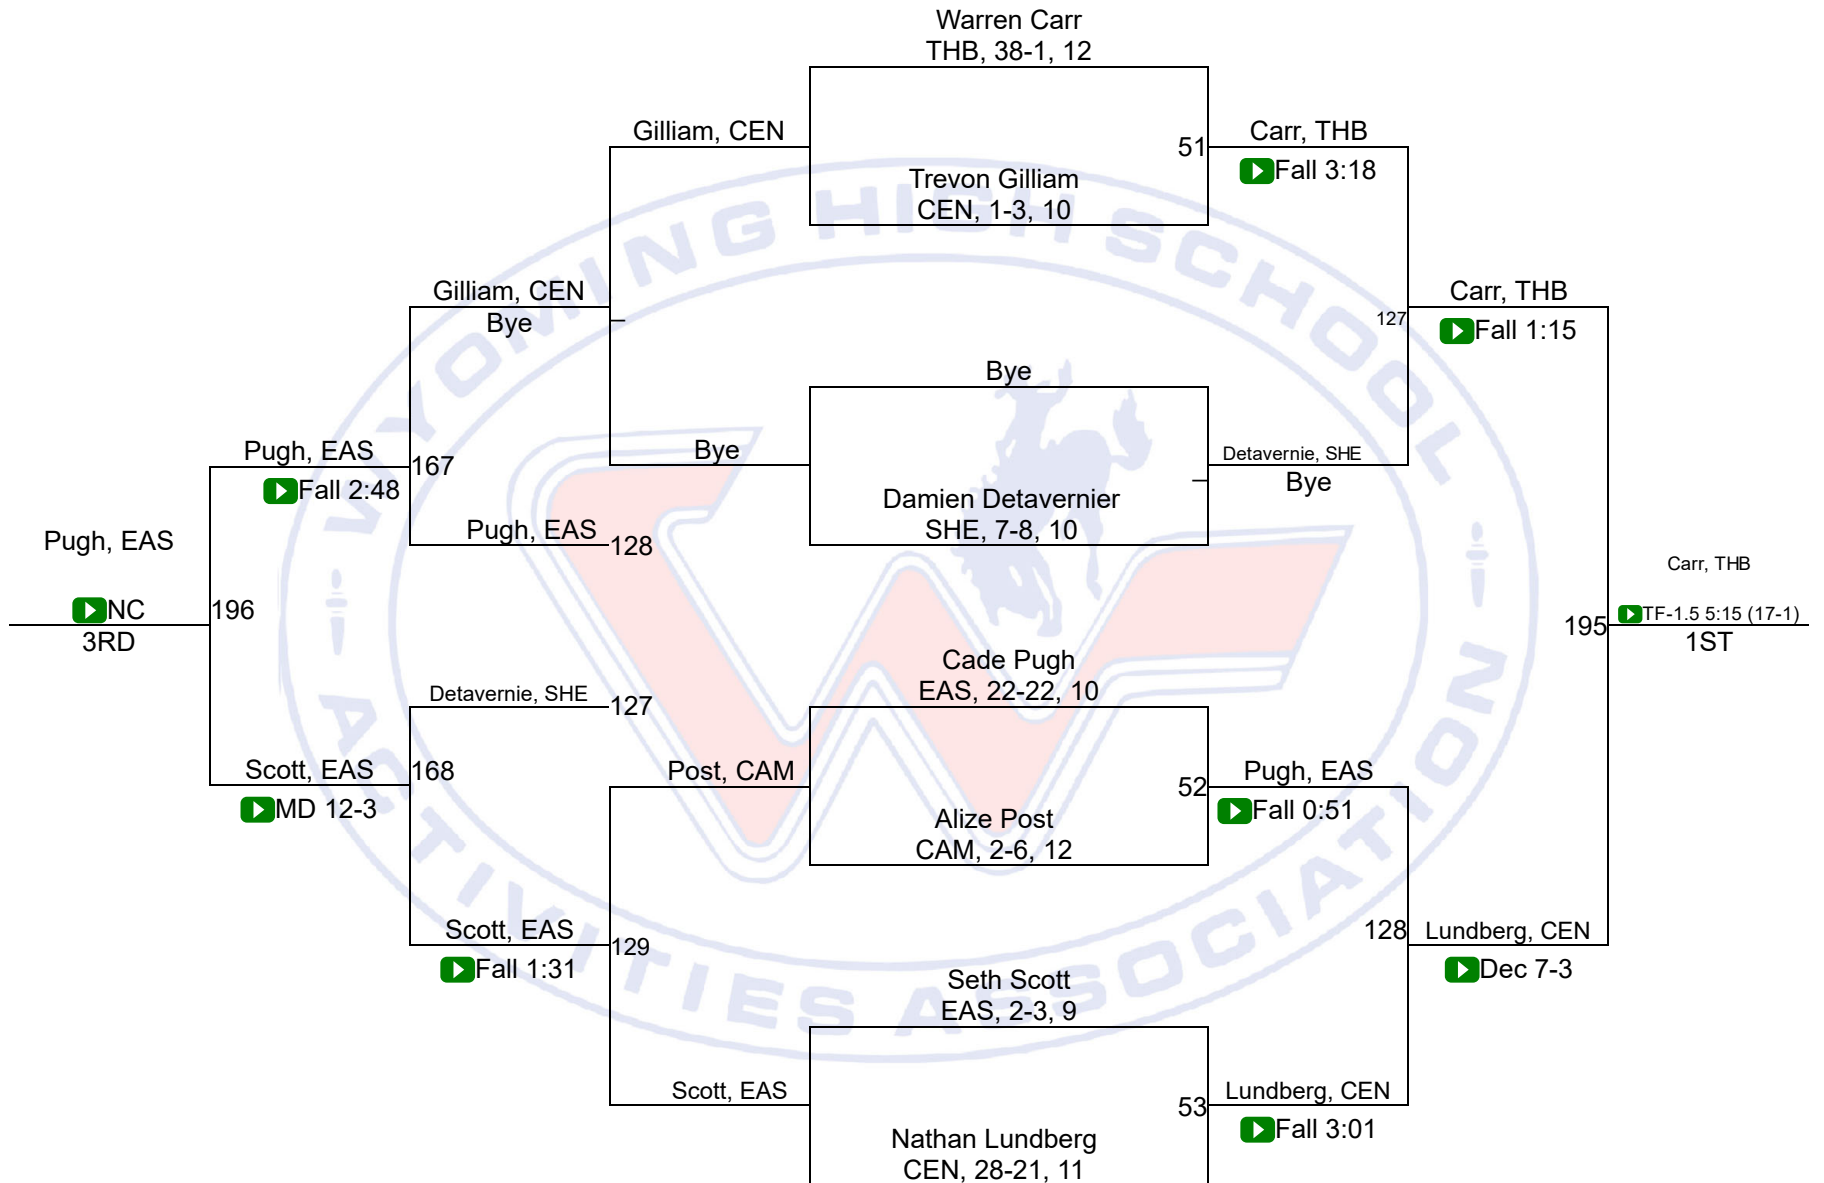 Warren Carr
THB, 38-1, 12
Gilliam, CEN
51
Carr, THB
Fall 3:18
Trevon Gilliam
CEN, 1-3, 10
Gilliam, CEN
Bye
127
Carr, THB
Fall 1:15
Bye
Pugh, EAS
Fall 2:48
167
Bye
Detavernie, SHE
Bye
Damien Detavernier
SHE, 7-8, 10
Pugh, EAS
128
Pugh, EAS
NC
3RD
196
Carr, THB
195
TF-1.5 5:15 (17-1)
1ST
Cade Pugh
EAS, 22-22, 10
Detavernie, SHE
127
Scott, EAS
MD 12-3
168
Post, CAM
52
Pugh, EAS
Fall 0:51
Alize Post
CAM, 2-6, 12
Scott, EAS
Fall 1:31
129
128
Lundberg, CEN
Dec 7-3
Seth Scott
EAS, 2-3, 9
Scott, EAS
53
Lundberg, CEN
Fall 3:01
Nathan Lundberg
CEN, 28-21, 11
WYOMING HIGH SCHOOL
ACTIVITIES ASSOCIATION